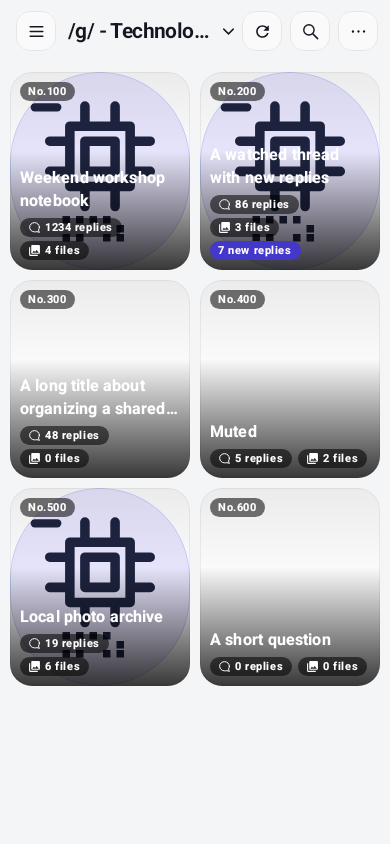 /g/ - Technolo...
No.100
Weekend workshop
notebook
1234 replies
4 files
No.200
A watched thread
with new replies
86 replies
3 files
7 new replies
No.300
A long title about
organizing a shared...
48 replies
0 files
No.400
Muted
5 replies
2 files
No.500
Local photo archive
19 replies
6 files
No.600
A short question
0 replies
0 files